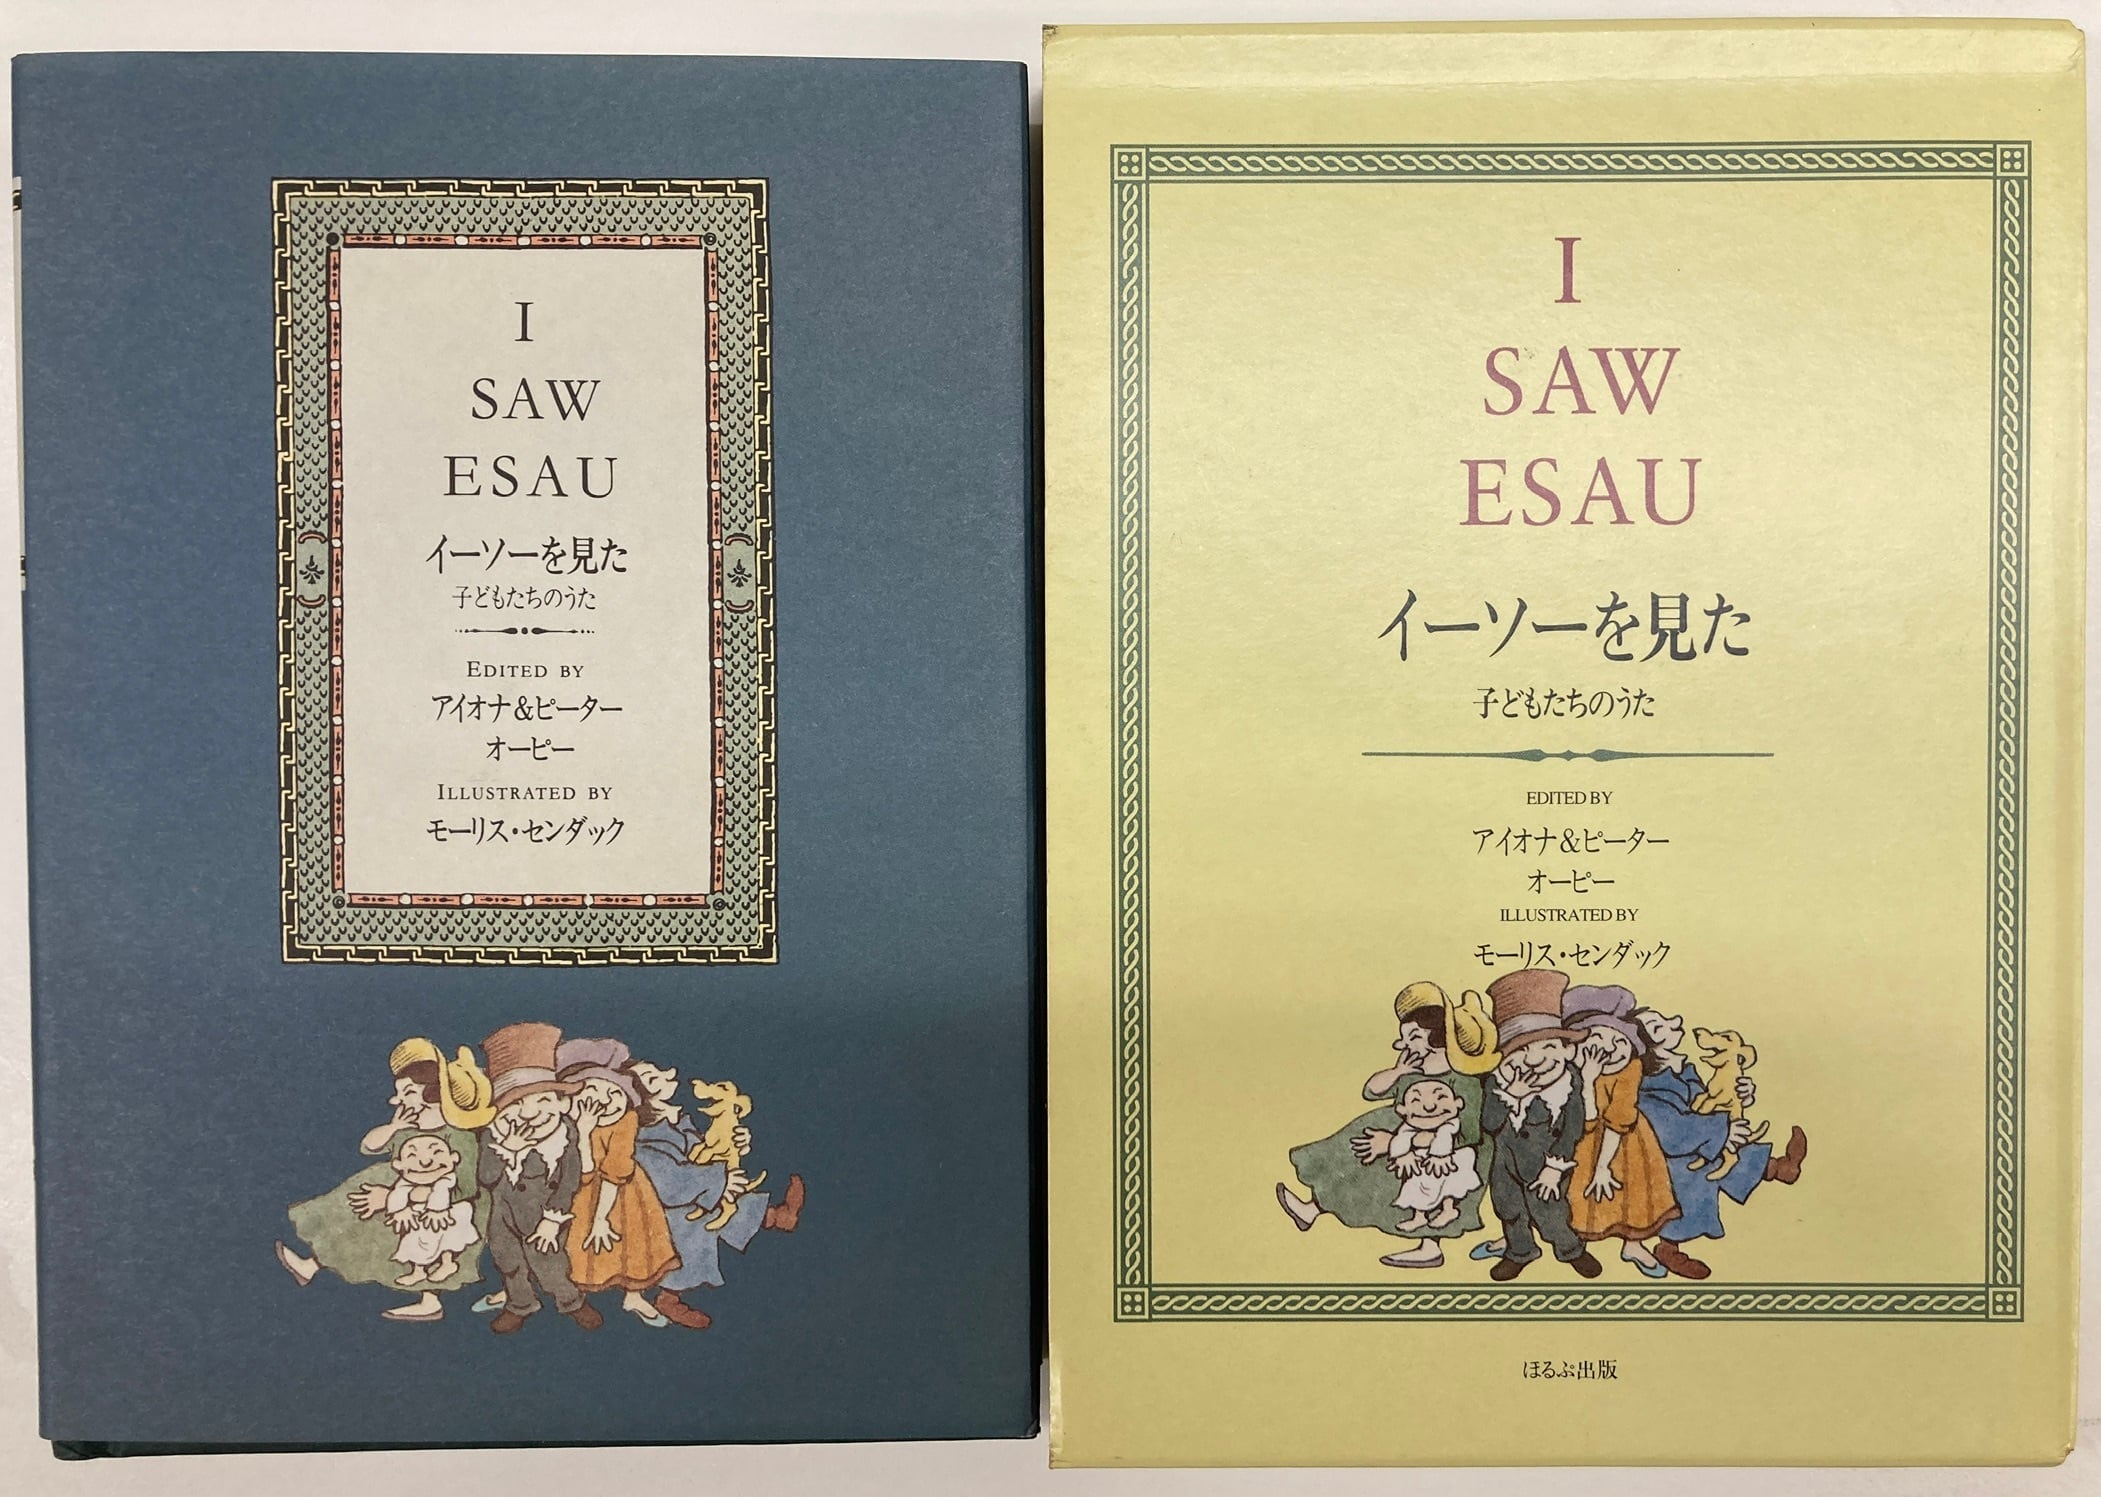 I
SAW
ESAU
イーソーを見た
子どもたちのうた
EDITED BY
アイオナ&ピーター
オーピー
ILLUSTRATED BY
モーリス・センダック
I
SAW
ESAU
イーソーを見た
子どもたちのうた
EDITED BY
アイオナ&ピーター
オーピー
ILLUSTRATED BY
モーリス・センダック
ほるぷ出版